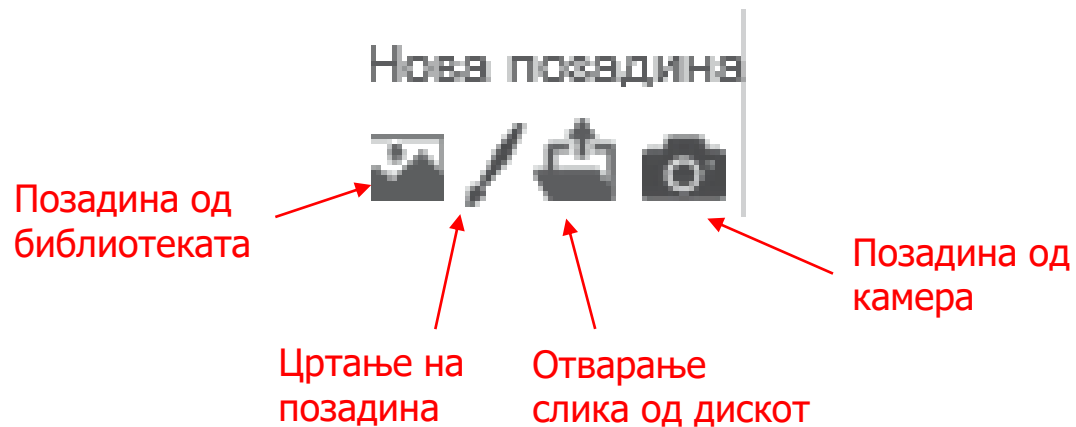 Нова позадина
Позадина од
библиотеката
Цртање на
позадина
Отварање
слика од дискот
Позадина од
камера